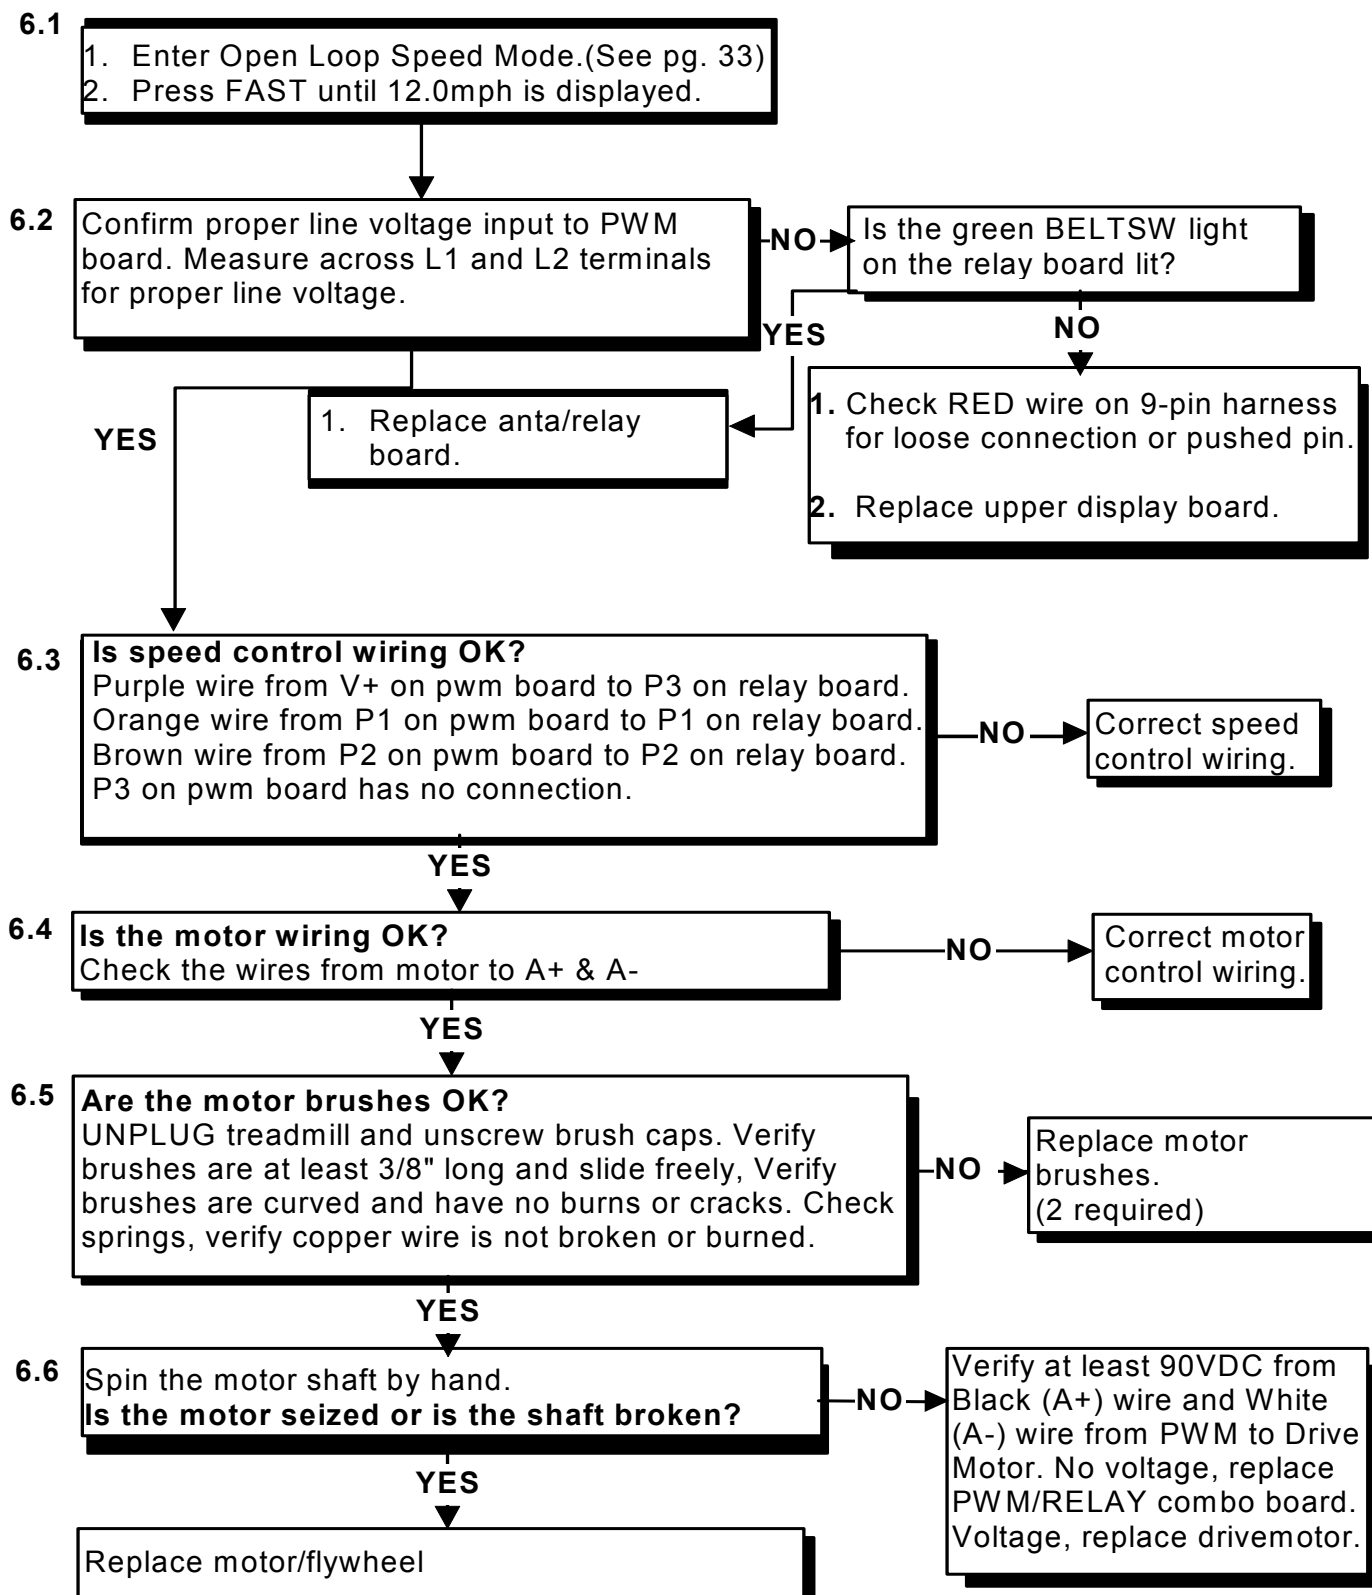 6.1
1. Enter Open Loop Speed Mode.(See pg. 33)
2. Press FAST until 12.0mph is displayed.
6.2
Confirm proper line voltage input to PWM
board. Measure across L1 and L2 terminals
for proper line voltage.
NO
Is the green BELTSW light
on the relay board lit?
YES
NO
YES
1. Replace anta/relay
board.
1. Check RED wire on 9-pin harness
for loose connection or pushed pin.
2. Replace upper display board.
6.3
Is speed control wiring OK?
Purple wire from V+ on pwm board to P3 on relay board.
Orange wire from P1 on pwm board to P1 on relay board.
Brown wire from P2 on pwm board to P2 on relay board.
P3 on pwm board has no connection.
NO
Correct speed
control wiring.
YES
6.4
Is the motor wiring OK?
Check the wires from motor to A+ & A-
NO
Correct motor
control wiring.
YES
6.5
Are the motor brushes OK?
UNPLUG treadmill and unscrew brush caps. Verify
brushes are at least 3/8" long and slide freely, Verify
brushes are curved and have no burns or cracks. Check
springs, verify copper wire is not broken or burned.
NO
Replace motor
brushes.
(2 required)
YES
6.6
Spin the motor shaft by hand.
Is the motor seized or is the shaft broken?
NO
Verify at least 90VDC from
Black (A+) wire and White
(A-) wire from PWM to Drive
Motor. No voltage, replace
PWM/RELAY combo board.
Voltage, replace drivemotor.
YES
Replace motor/flywheel